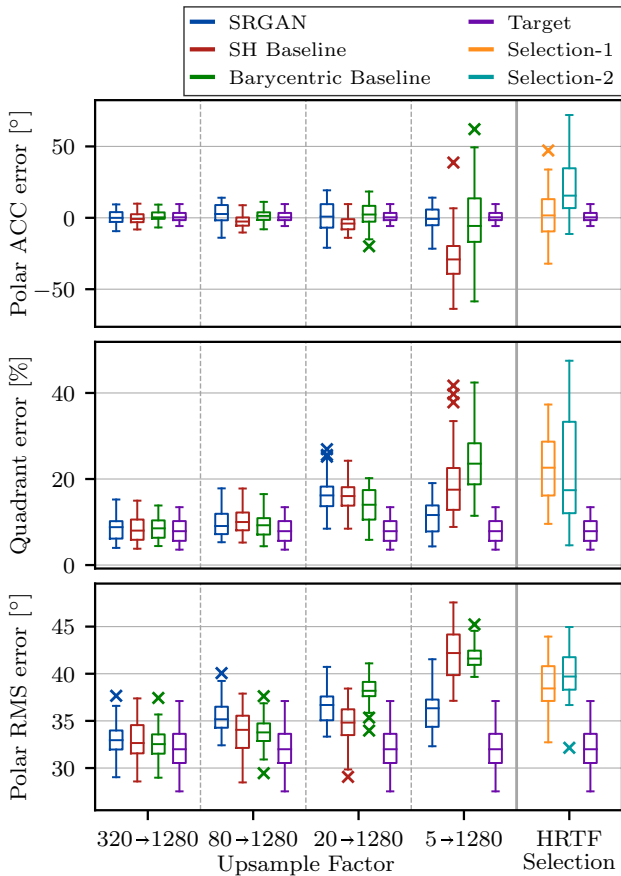 SRGAN
SH Baseline
Barycentric Baseline
Target
Selection-1
Selection-2
Polar ACC error [°]
50
0
−50
Quadrant error [%]
40
20
0
Polar RMS error [°]
45
40
35
30
320→1280 80→1280 20→1280 5→1280 HRTF
Upsample Factor Selection